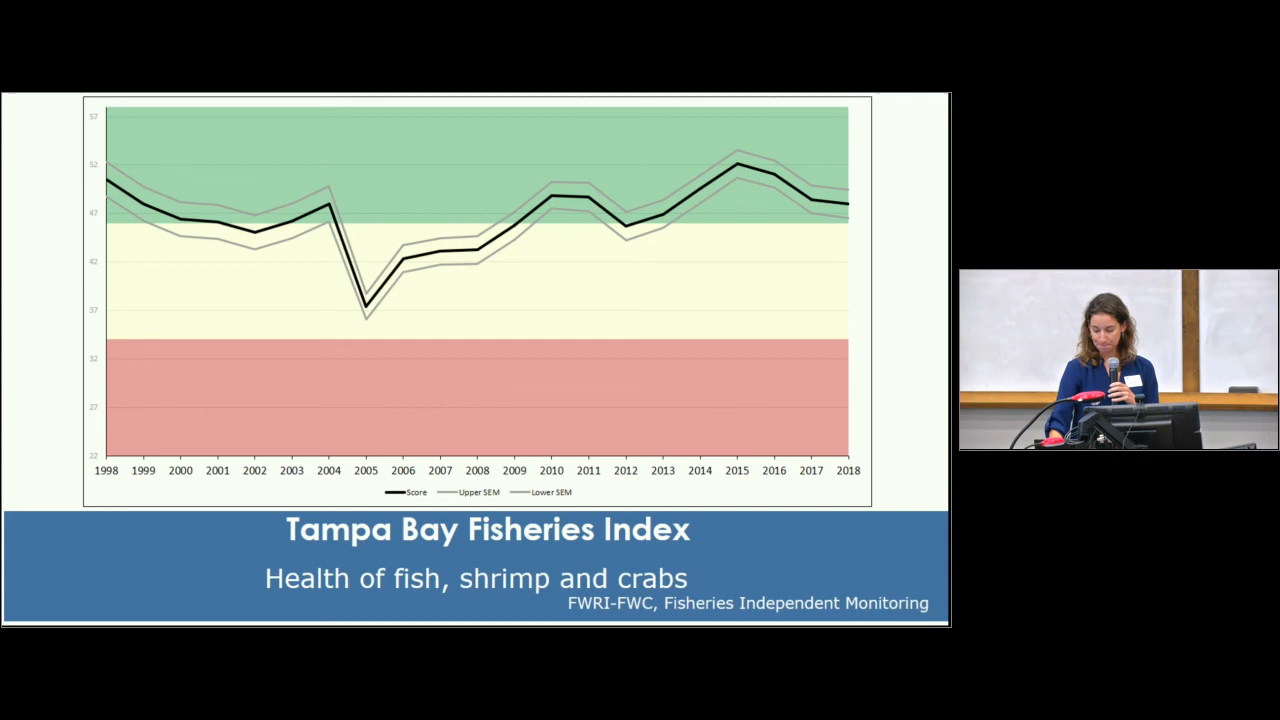 57
52
47
42
37
32
27
22
1998 1999 2000 2001 2002 2003 2004 2005 2006 2007 2008 2009 2010 2011 2012 2013 2014 2015 2016 2017 2018
Score Upper SEM Lower SEM
Tampa Bay Fisheries Index
Health of fish, shrimp and crabs
FWRI-FWC, Fisheries Independent Monitoring